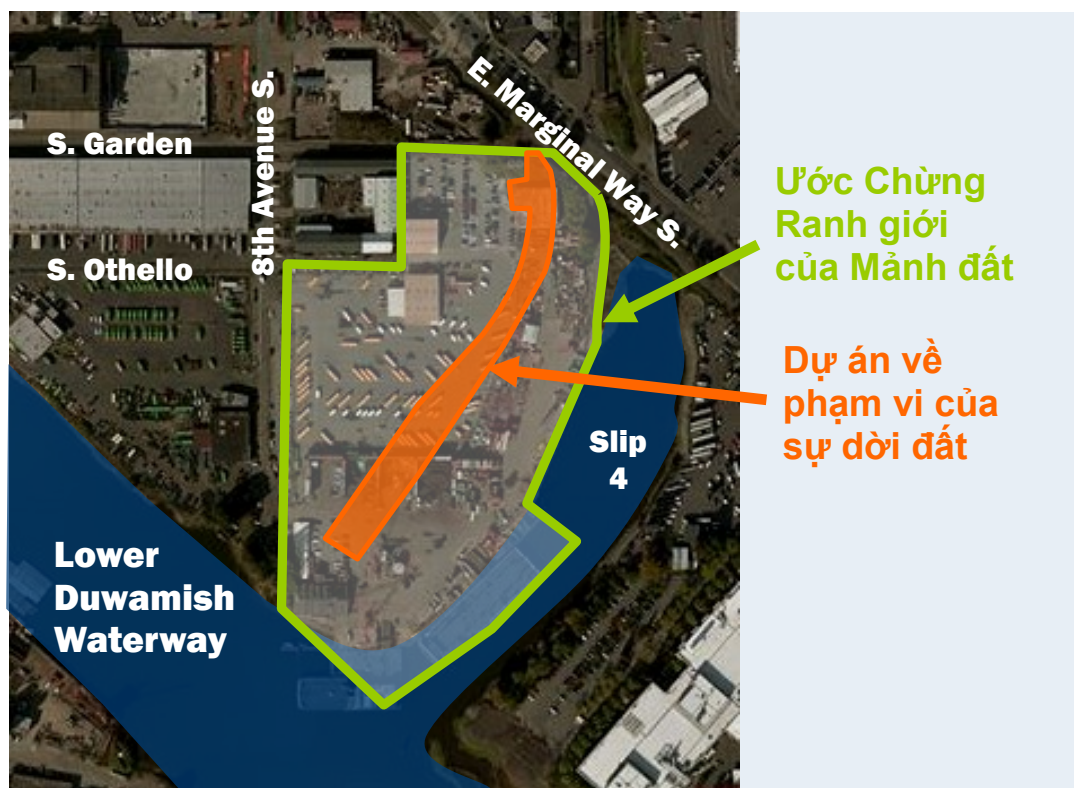 E. Marginal Way S.
8th Avenue S.
S. Garden
S. Othello
Ước Chừng
Ranh giới
của Mảnh đất
Dự án về
phạm vi của
sự dời đất
Slip
4
Lower
Duwamish
Waterway